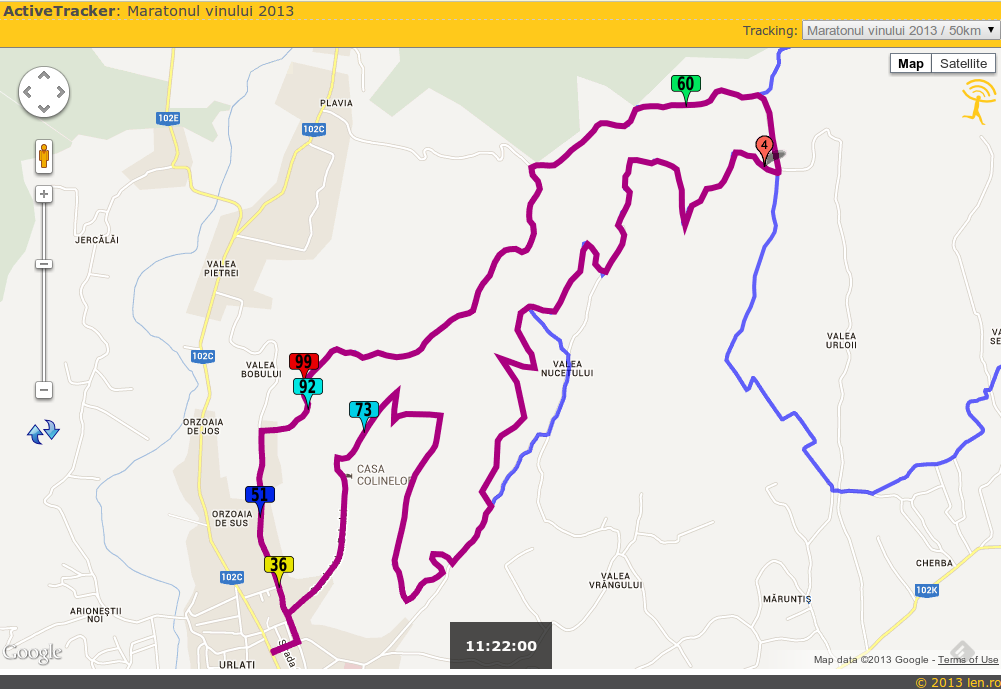 ActiveTracker: Maratonul vinului 2013
Tracking: Maratonul vinului 2013 / 50km
Map Satellite
60
PLAVIA
102E
102C
4
JERCĂLĂI
VALEA
PIETREI
102C
99
VALEA
BOBULUI
92
VALEA
NUCETULUI
VALEA
URLOII
VA
SE
73
ORZOAIA
DE JOS
CASA
COLINELOR
51
ORZOAIA
DE SUS
36
102C
VALEA
VRÂNGULUI
CHERBA
102K
MĂRUNȚIȘ
ARIONEȘTII
NOI
11:22:00
Google
URLATI
Map data ©2013 Google - Terms of Use
© 2013 len.ro